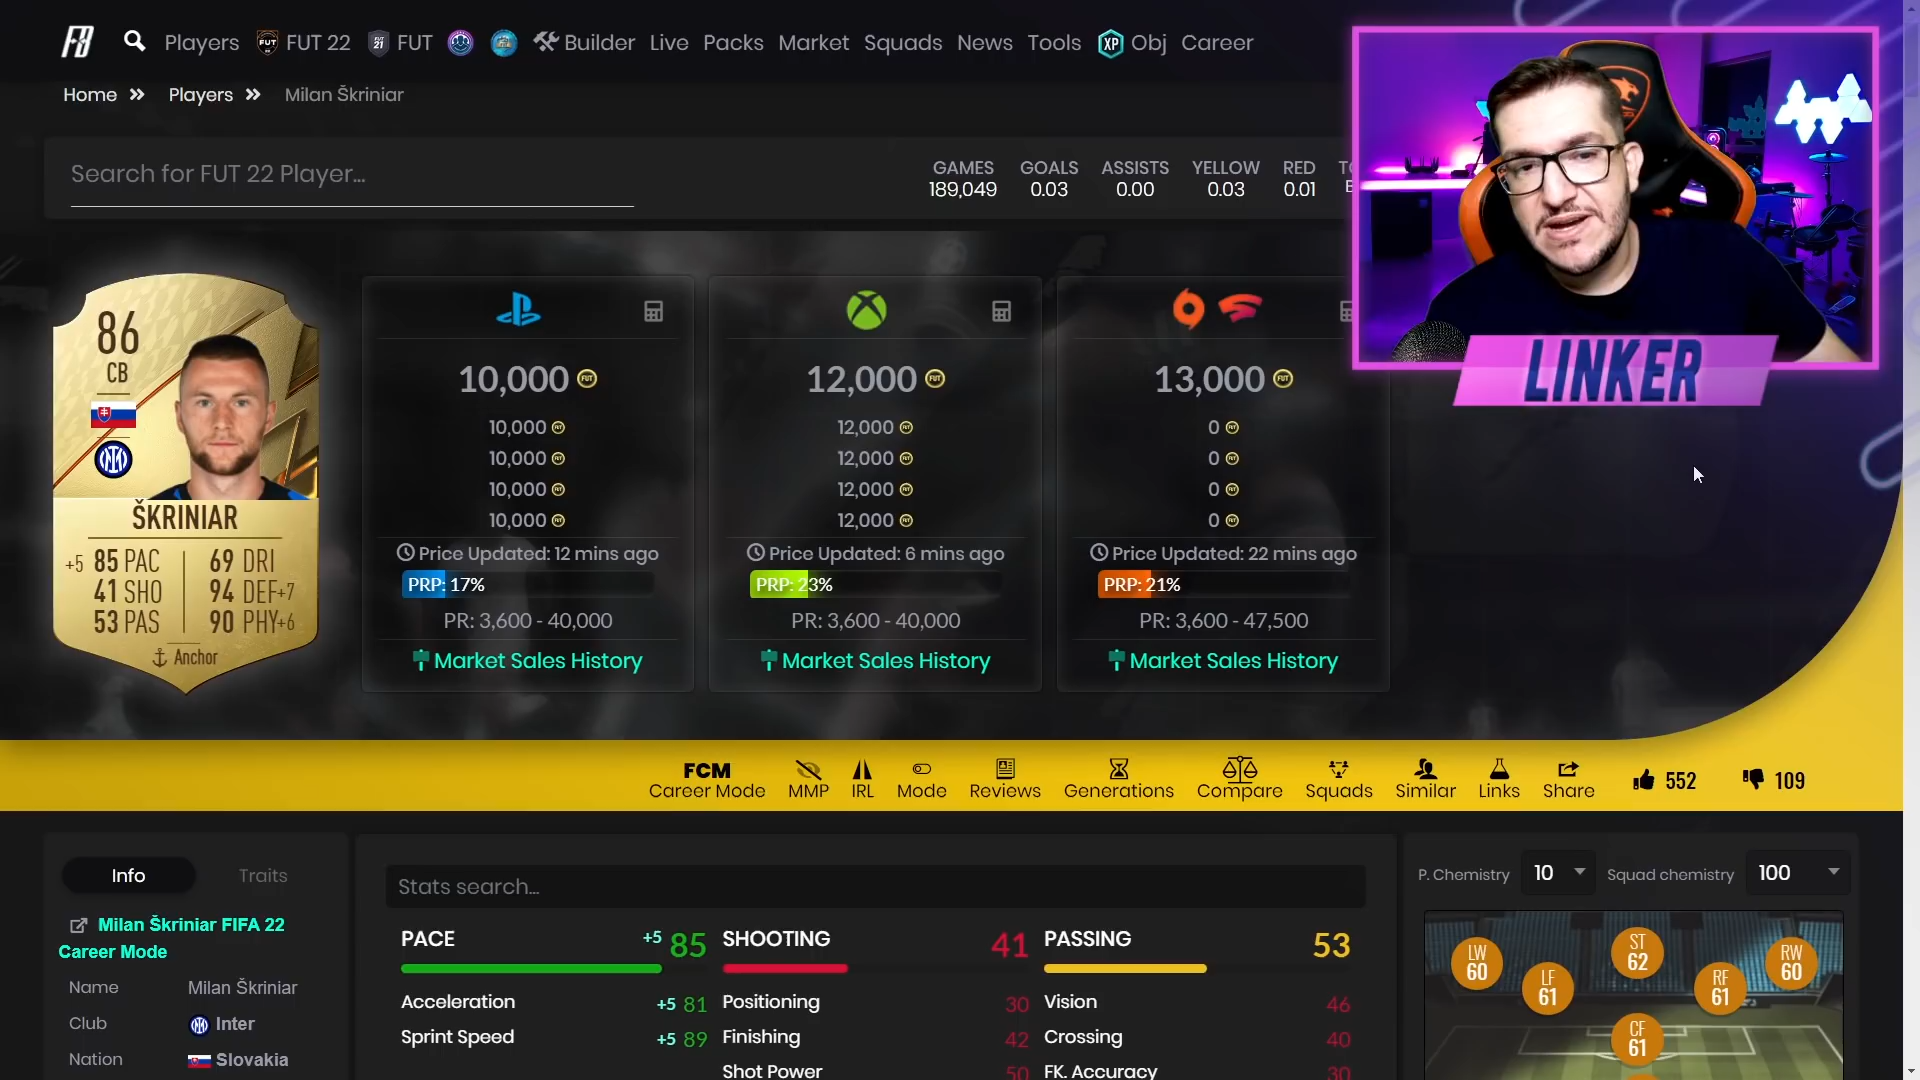 Players FUT 22 FUT Builder Live Packs Market Squads News Tools XP Obj Career
Home » Players » Milan Škriniar
Search for FUT 22 Player...
GAMES GOALS ASSISTS YELLOW RED
189,049 0.03 0.00 0.03 0.01
86
CB
ŠKRINIAR
+5 85 PAC 69 DRI
41 SHO 94 DEF+7
53 PAS 90 PHY+6
Anchor
10,000
10,000
10,000
10,000
10,000
Price Updated: 12 mins ago
PRP: 17%
PR: 3,600 - 40,000
Market Sales History
12,000
12,000
12,000
12,000
12,000
Price Updated: 6 mins ago
PRP: 23%
PR: 3,600 - 40,000
Market Sales History
13,000
0
0
0
0
Price Updated: 22 mins ago
PRP: 21%
PR: 3,600 - 47,500
Market Sales History
LINKER
FCM
Career Mode MMP IRL Mode Reviews Generations Compare Squads Similar Links Share 552 109
Info Traits
Milan Škriniar FIFA 22
Career Mode
Name Milan Škriniar
Club Inter
Nation Slovakia
Stats search...
PACE +5 85
Acceleration +5 81
Sprint Speed +5 89
SHOOTING 41
Positioning 30
Finishing 42
Shot Power 50
PASSING 53
Vision 46
Crossing 40
FK. Accuracy 30
P. Chemistry 10 Squad chemistry 100
LW
60
LF
61
ST
62
RF
61
RW
60
CF
61